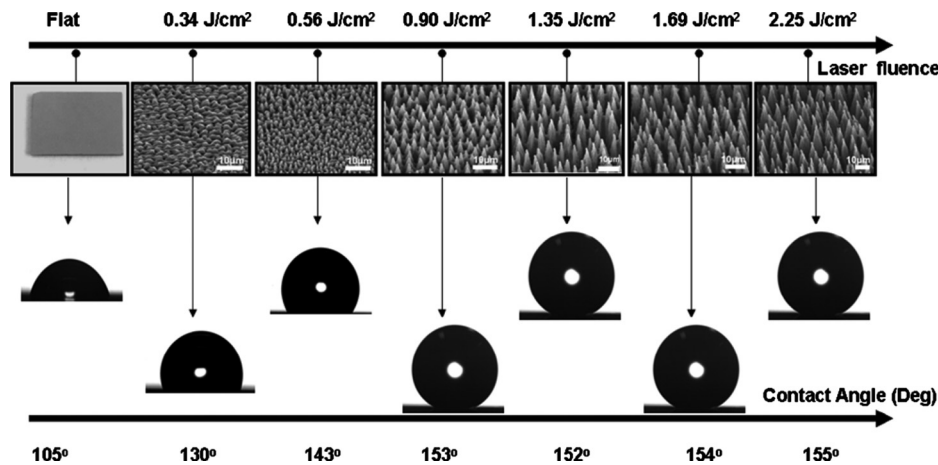 Flat 0.34 J/cm² 0.56 J/cm² 0.90 J/cm² 1.35 J/cm² 1.69 J/cm² 2.25 J/cm²
Laser fluence
10μm 10μm 10μm 10μm 10μm 10μ
Contact Angle (Deg)
105º 130º 143º 153º 152º 154º 155º